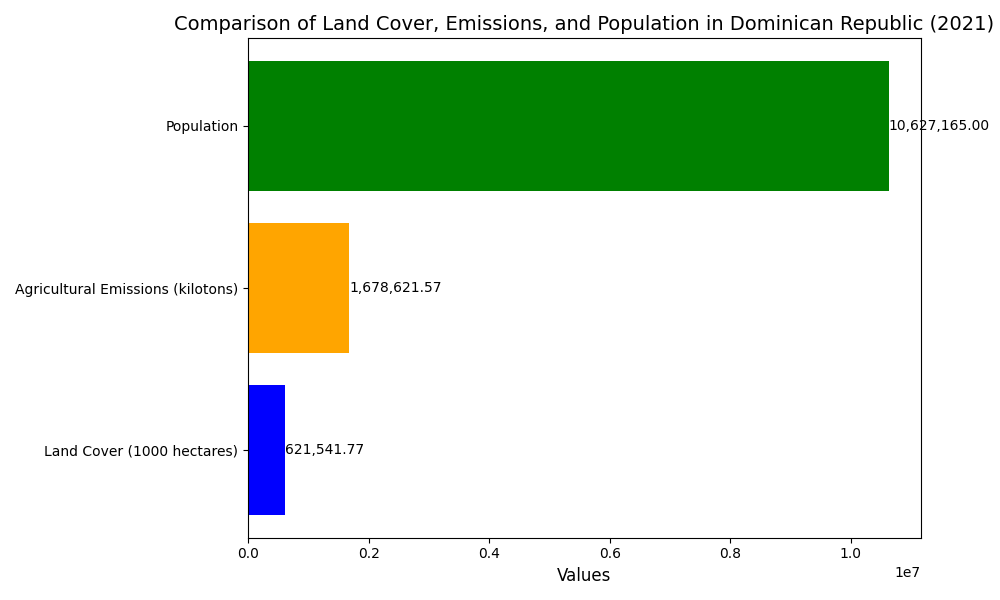 Comparison of Land Cover, Emissions, and Population in Dominican Republic (2021)
Population
10,627,165.00
Agricultural Emissions (kilotons)
1,678,621.57
Land Cover (1000 hectares)
621,541.77
0.0 0.2 0.4 0.6 0.8 1.0
1e7
Values